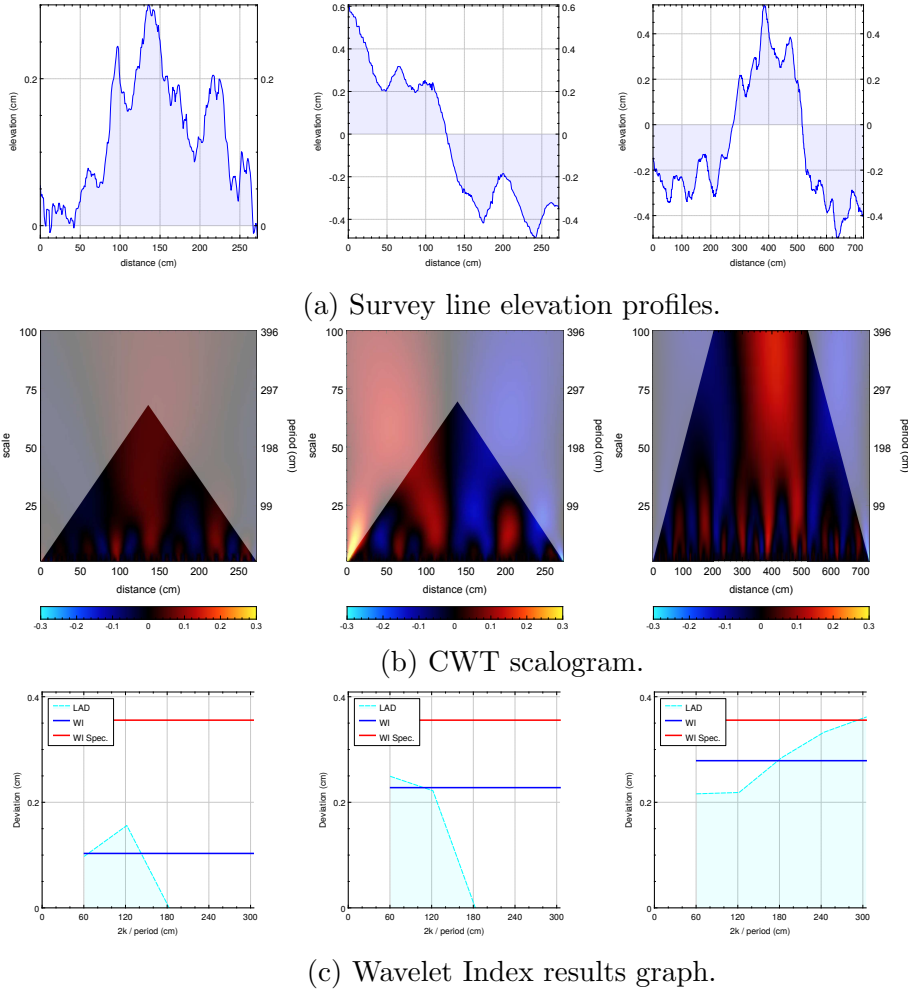 elevation (cm)
0.2
0
0.2
0
0 50 100 150 200 250
distance (cm)
elevation (cm)
0.6
0.4
0.2
0
-0.2
-0.4
0.6
0.4
0.2
0
-0.2
-0.4
0 50 100 150 200 250
distance (cm)
elevation (cm)
0.4
0.2
0
-0.2
-0.4
0.4
0.2
0
-0.2
-0.4
0 100 200 300 400 500 600 700
distance (cm)
(a) Survey line elevation profiles.
scale
100
75
50
25
396
297
198
99
period (cm)
0 50 100 150 200 250
distance (cm)
-0.3 -0.2 -0.1 0 0.1 0.2 0.3
scale
100
75
50
25
396
297
198
99
period (cm)
0 50 100 150 200 250
distance (cm)
-0.3 -0.2 -0.1 0 0.1 0.2 0.3
scale
100
75
50
25
396
297
198
99
period (cm)
0 100 200 300 400 500 600 700
distance (cm)
-0.3 -0.2 -0.1 0 0.1 0.2 0.3
(b) CWT scalogram.
Deviation (cm)
0.4
0.2
0
LAD
WI
WI Spec.
0 60 120 180 240 300
2k / period (cm)
Deviation (cm)
0.4
0.2
0
LAD
WI
WI Spec.
0 60 120 180 240 300
2k / period (cm)
Deviation (cm)
0.4
0.2
0
LAD
WI
WI Spec.
0 60 120 180 240 300
2k / period (cm)
(c) Wavelet Index results graph.